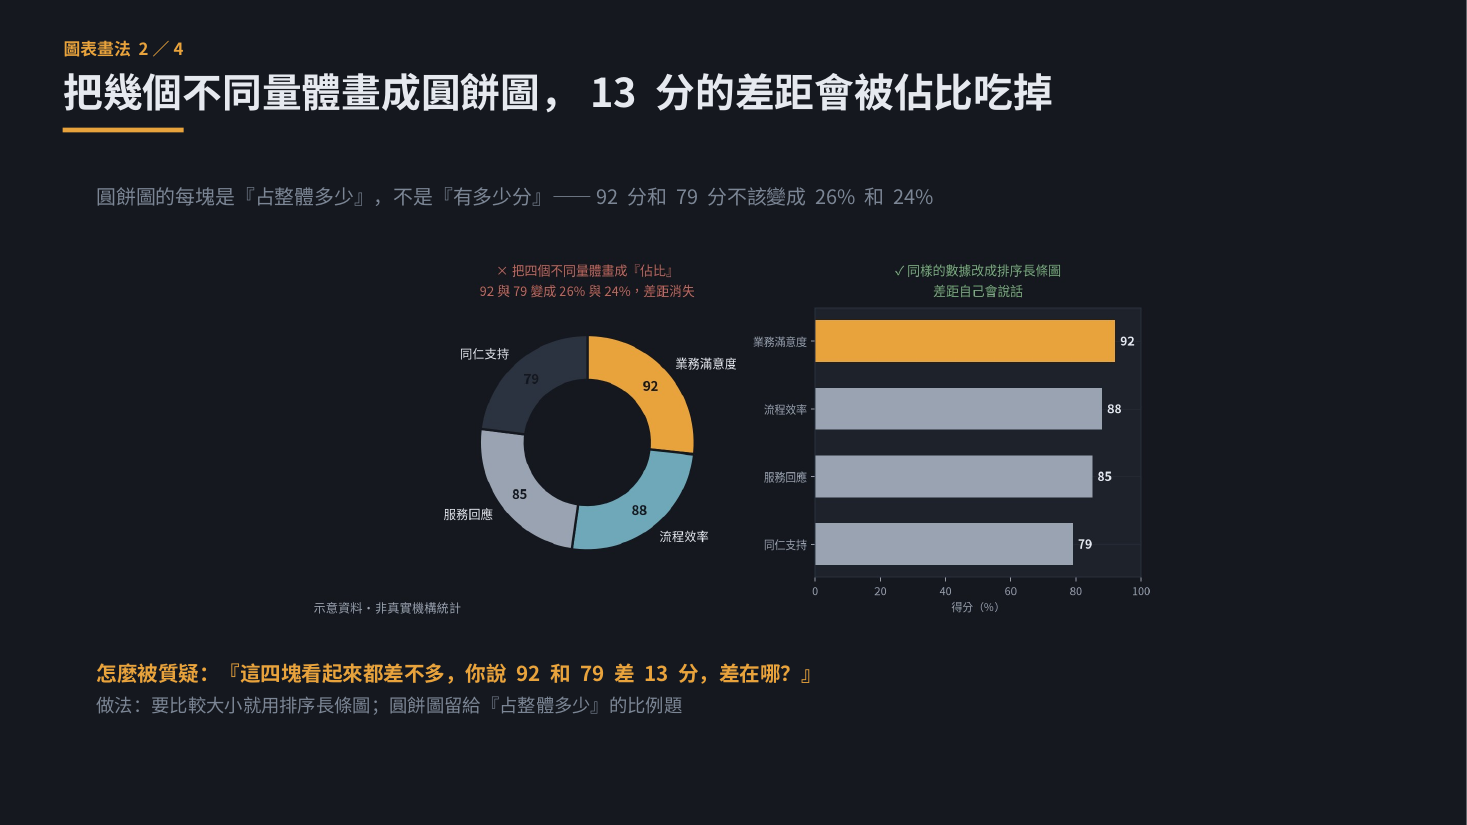 圖表畫法 2 ／ 4
把幾個不同量體畫成圓餅圖， 13 分的差距會被佔比吃掉
圓餅圖的每塊是『占整體多少』，不是『有多少分』—— 92 分和 79 分不該變成 26% 和 24%
× 把四個不同量體畫成『佔比』
92 與 79 變成 26% 與 24%，差距消失
同仁支持
79
業務滿意度
92
服務回應
85
流程效率
88
✓ 同樣的數據改成排序長條圖
差距自己會說話
業務滿意度 92
流程效率 88
服務回應 85
同仁支持 79
0 20 40 60 80 100
得分（%）
示意資料・非真實機構統計
怎麼被質疑：『這四塊看起來都差不多，你說 92 和 79 差 13 分，差在哪？』
做法：要比較大小就用排序長條圖；圓餅圖留給『占整體多少』的比例題